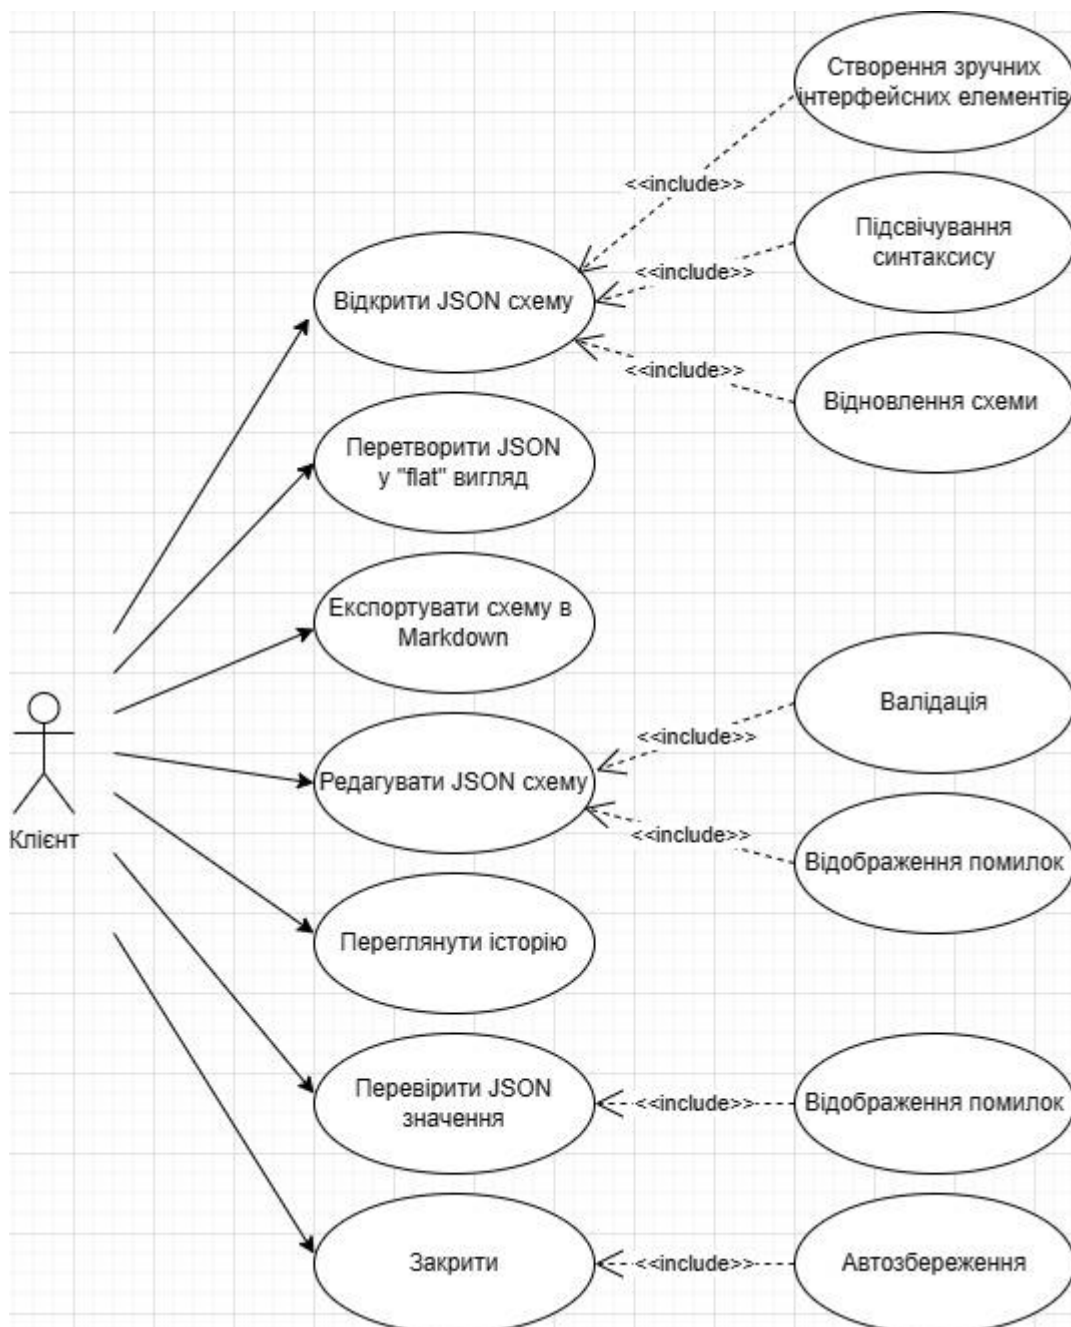 Створення зручних
інтерфейсних елементів
<<include>>
Підсвічування
синтаксису
<<include>>
Відкрити JSON схему
<<include>>
Відновлення схеми
Перетворити JSON
у "flat" вигляд
Експортувати схему в
Markdown
Валідація
<<include>>
Редагувати JSON схему
<<include>>
Відображення помилок
Клієнт
Переглянути історію
Перевірити JSON
значення
<<include>>
Відображення помилок
Закрити
<<include>>
Автозбереження